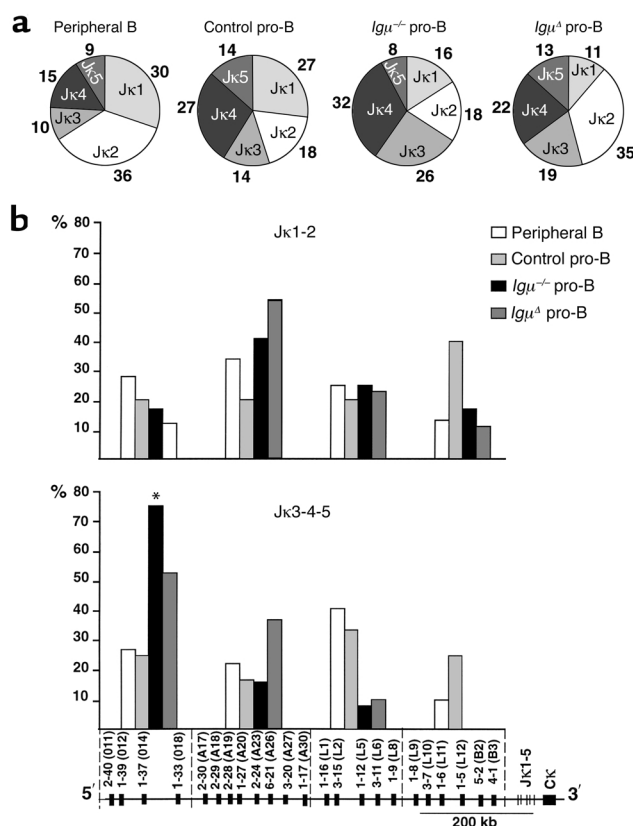 a
Peripheral B
Control pro-B
Igμ⁻/⁻ pro-B
IgμΔ pro-B
9
30
15
10
36
Jκ5
Jκ1
Jκ4
Jκ3
Jκ2
14
27
27
18
14
Jκ5
Jκ1
Jκ4
Jκ2
Jκ3
8
16
32
18
26
Jκ5
Jκ1
Jκ4
Jκ2
Jκ3
13
11
22
35
19
Jκ5
Jκ1
Jκ4
Jκ2
Jκ3
b
% 80
70
60
50
40
30
20
10
Jκ1-2
Peripheral B
Control pro-B
Igμ⁻/⁻ pro-B
IgμΔ pro-B
% 80
70
60
50
40
30
20
10
Jκ3-4-5
*
2-40 (011)
1-39 (012)
1-37 (014)
1-33 (018)
2-30 (A17)
2-29 (A18)
2-28 (A19)
1-27 (A20)
2-24 (A23)
6-21 (A26)
3-20 (A27)
1-17 (A30)
1-16 (L1)
3-15 (L2)
1-12 (L5)
3-11 (L6)
1-9 (L8)
1-8 (L9)
3-7 (L10)
1-6 (L11)
1-5 (L12)
5-2 (B2)
4-1 (B3)
Jκ1-5
Cκ
5′
3′
200 kb